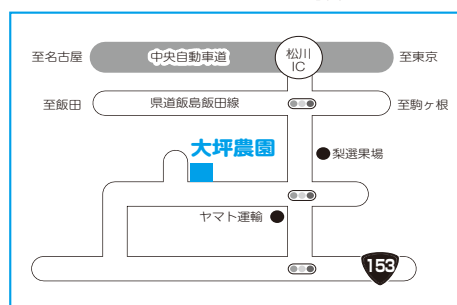 至名古屋
中央自動車道
松川
IC
至東京
至飯田
県道飯島飯田線
至駒ヶ根
大坪農園
梨選果場
ヤマト運輸
153